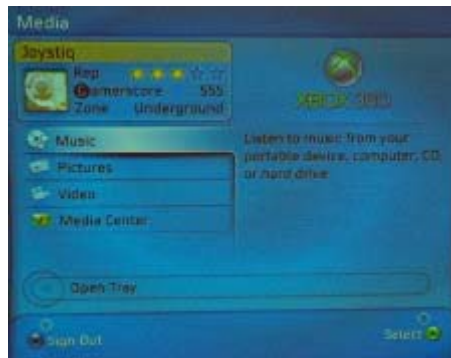 Media
Joystiq
Rep
Gamerscore 555
Zone Underground
XBOX 360
Music
Pictures
Video
Media Center
Listen to music from your
portable device, computer, CD
or hard drive
Open Tray
Sign Out
Select